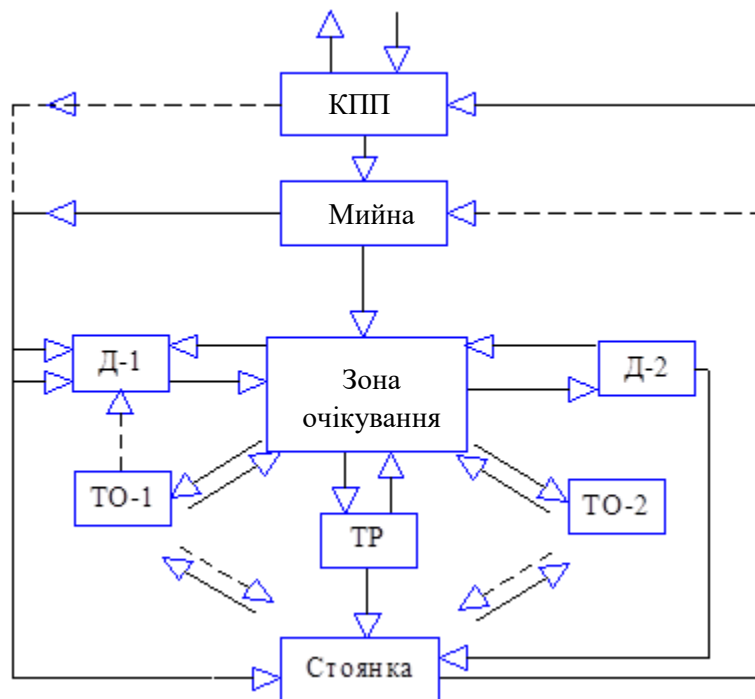 КПП
Мийна
Д-1
Зона
очікування
Д-2
ТО-1
ТР
ТО-2
Стоянка